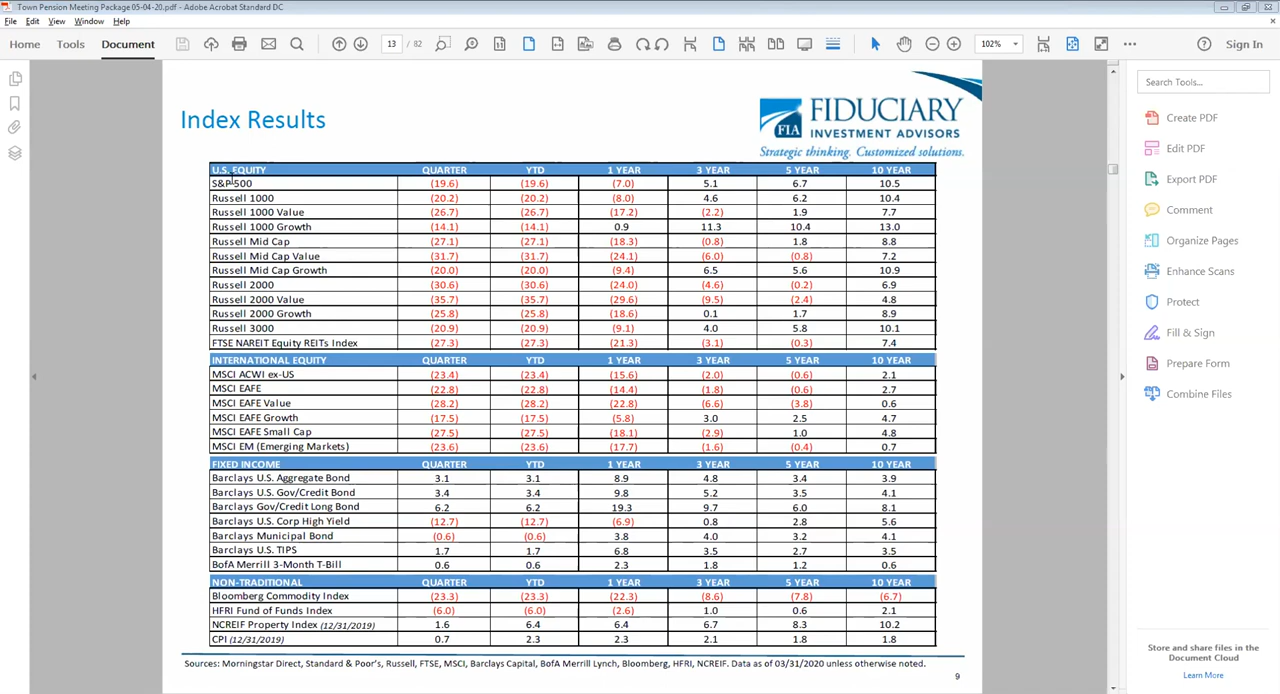 Town Pension Meeting Package 05-04-20.pdf - Adobe Acrobat Standard DC
File Edit View Window Help
Home Tools Document 13 / 82 102% Sign In
Search Tools...
Create PDF
Edit PDF
Export PDF
Comment
Organize Pages
Enhance Scans
Protect
Fill & Sign
Prepare Form
Combine Files
Store and share files in the
Document Cloud
Learn More
Index Results
FIA
FIDUCIARY
INVESTMENT ADVISORS
Strategic thinking. Customized solutions.
U.S. EQUITY QUARTER YTD 1 YEAR 3 YEAR 5 YEAR 10 YEAR
S&P 500 (19.6) (19.6) (7.0) 5.1 6.7 10.5
Russell 1000 (20.2) (20.2) (8.0) 4.6 6.2 10.4
Russell 1000 Value (26.7) (26.7) (17.2) (2.2) 1.9 7.7
Russell 1000 Growth (14.1) (14.1) 0.9 11.3 10.4 13.0
Russell Mid Cap (27.1) (27.1) (18.3) (0.8) 1.8 8.8
Russell Mid Cap Value (31.7) (31.7) (24.1) (6.0) (0.8) 7.2
Russell Mid Cap Growth (20.0) (20.0) (9.4) 6.5 5.6 10.9
Russell 2000 (30.6) (30.6) (24.0) (4.6) (0.2) 6.9
Russell 2000 Value (35.7) (35.7) (29.6) (9.5) (2.4) 4.8
Russell 2000 Growth (25.8) (25.8) (18.6) 0.1 1.7 8.9
Russell 3000 (20.9) (20.9) (9.1) 4.0 5.8 10.1
FTSE NAREIT Equity REITs Index (27.3) (27.3) (21.3) (3.1) (0.3) 7.4
INTERNATIONAL EQUITY QUARTER YTD 1 YEAR 3 YEAR 5 YEAR 10 YEAR
MSCI ACWI ex-US (23.4) (23.4) (15.6) (2.0) (0.6) 2.1
MSCI EAFE (22.8) (22.8) (14.4) (1.8) (0.6) 2.7
MSCI EAFE Value (28.2) (28.2) (22.8) (6.6) (3.8) 0.6
MSCI EAFE Growth (17.5) (17.5) (5.8) 3.0 2.5 4.7
MSCI EAFE Small Cap (27.5) (27.5) (18.1) (2.9) 1.0 4.8
MSCI EM (Emerging Markets) (23.6) (23.6) (17.7) (1.6) (0.4) 0.7
FIXED INCOME QUARTER YTD 1 YEAR 3 YEAR 5 YEAR 10 YEAR
Barclays U.S. Aggregate Bond 3.1 3.1 8.9 4.8 3.4 3.9
Barclays U.S. Gov/Credit Bond 3.4 3.4 9.8 5.2 3.5 4.1
Barclays Gov/Credit Long Bond 6.2 6.2 19.3 9.7 6.0 8.1
Barclays U.S. Corp High Yield (12.7) (12.7) (6.9) 0.8 2.8 5.6
Barclays Municipal Bond (0.6) (0.6) 3.8 4.0 3.2 4.1
Barclays U.S. TIPS 1.7 1.7 6.8 3.5 2.7 3.5
BofA Merrill 3-Month T-Bill 0.6 0.6 2.3 1.8 1.2 0.6
NON-TRADITIONAL QUARTER YTD 1 YEAR 3 YEAR 5 YEAR 10 YEAR
Bloomberg Commodity Index (23.3) (23.3) (22.3) (8.6) (7.8) (6.7)
HFRI Fund of Funds Index (6.0) (6.0) (2.6) 1.0 0.6 2.1
NCREIF Property Index (12/31/2019) 1.6 6.4 6.4 6.7 8.3 10.2
CPI (12/31/2019) 0.7 2.3 2.3 2.1 1.8 1.8
Sources: Morningstar Direct, Standard & Poor's, Russell, FTSE, MSCI, Barclays Capital, BofA Merrill Lynch, Bloomberg, HFRI, NCREIF. Data as of 03/31/2020 unless otherwise noted.
9